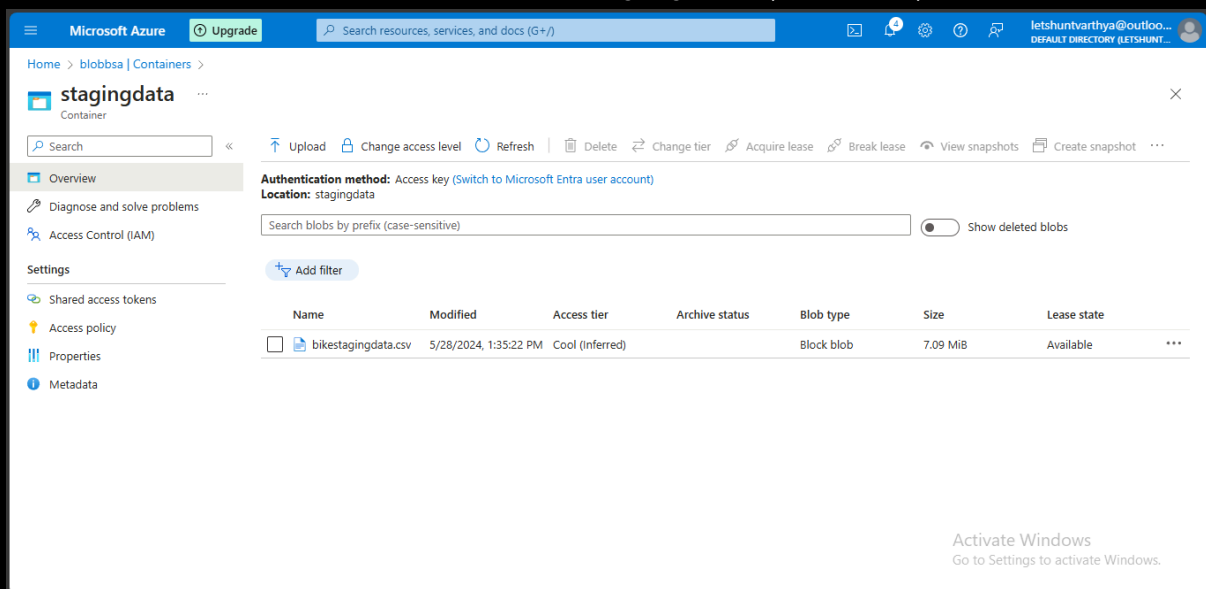 Microsoft Azure
Upgrade
Search resources, services, and docs (G+/)
4
letshuntvarthya@outloo...
DEFAULT DIRECTORY (LETSHUNT...
Home > blobbsa | Containers >
stagingdata ...
Container
Search
«
Upload
Change access level
Refresh
Delete
Change tier
Acquire lease
Break lease
View snapshots
Create snapshot
...
Overview
Diagnose and solve problems
Access Control (IAM)
Settings
Shared access tokens
Access policy
Properties
Metadata
Authentication method: Access key (Switch to Microsoft Entra user account)
Location: stagingdata
Search blobs by prefix (case-sensitive)
Show deleted blobs
Add filter
Name Modified Access tier Archive status Blob type Size Lease state
bikestagingdata.csv 5/28/2024, 1:35:22 PM Cool (Inferred) Block blob 7.09 MiB Available ...
Activate Windows
Go to Settings to activate Windows.